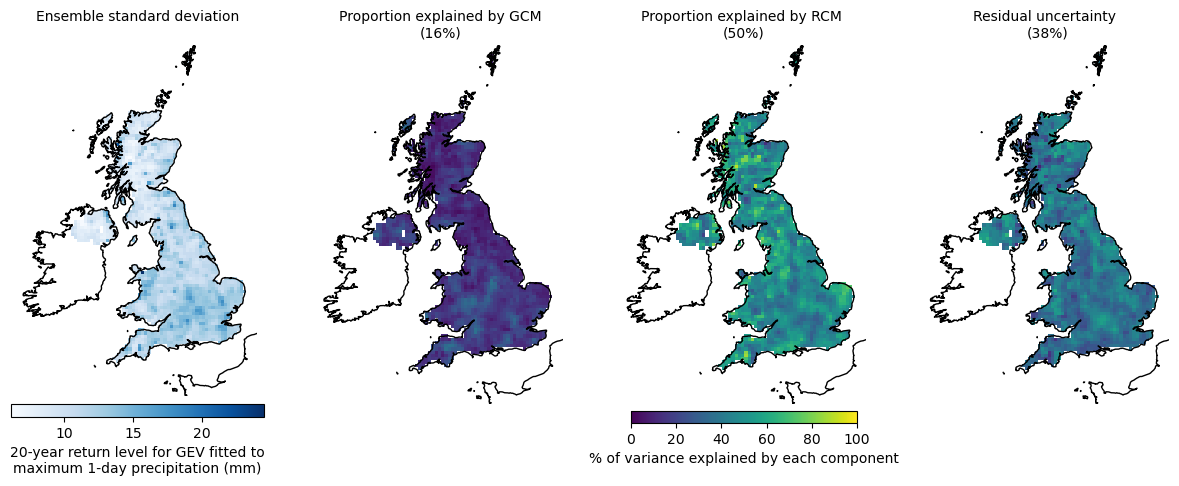 Ensemble standard deviation
Proportion explained by GCM
(16%)
Proportion explained by RCM
(50%)
Residual uncertainty
(38%)
10 15 20
20-year return level for GEV fitted to
maximum 1-day precipitation (mm)
0 20 40 60 80 100
% of variance explained by each component